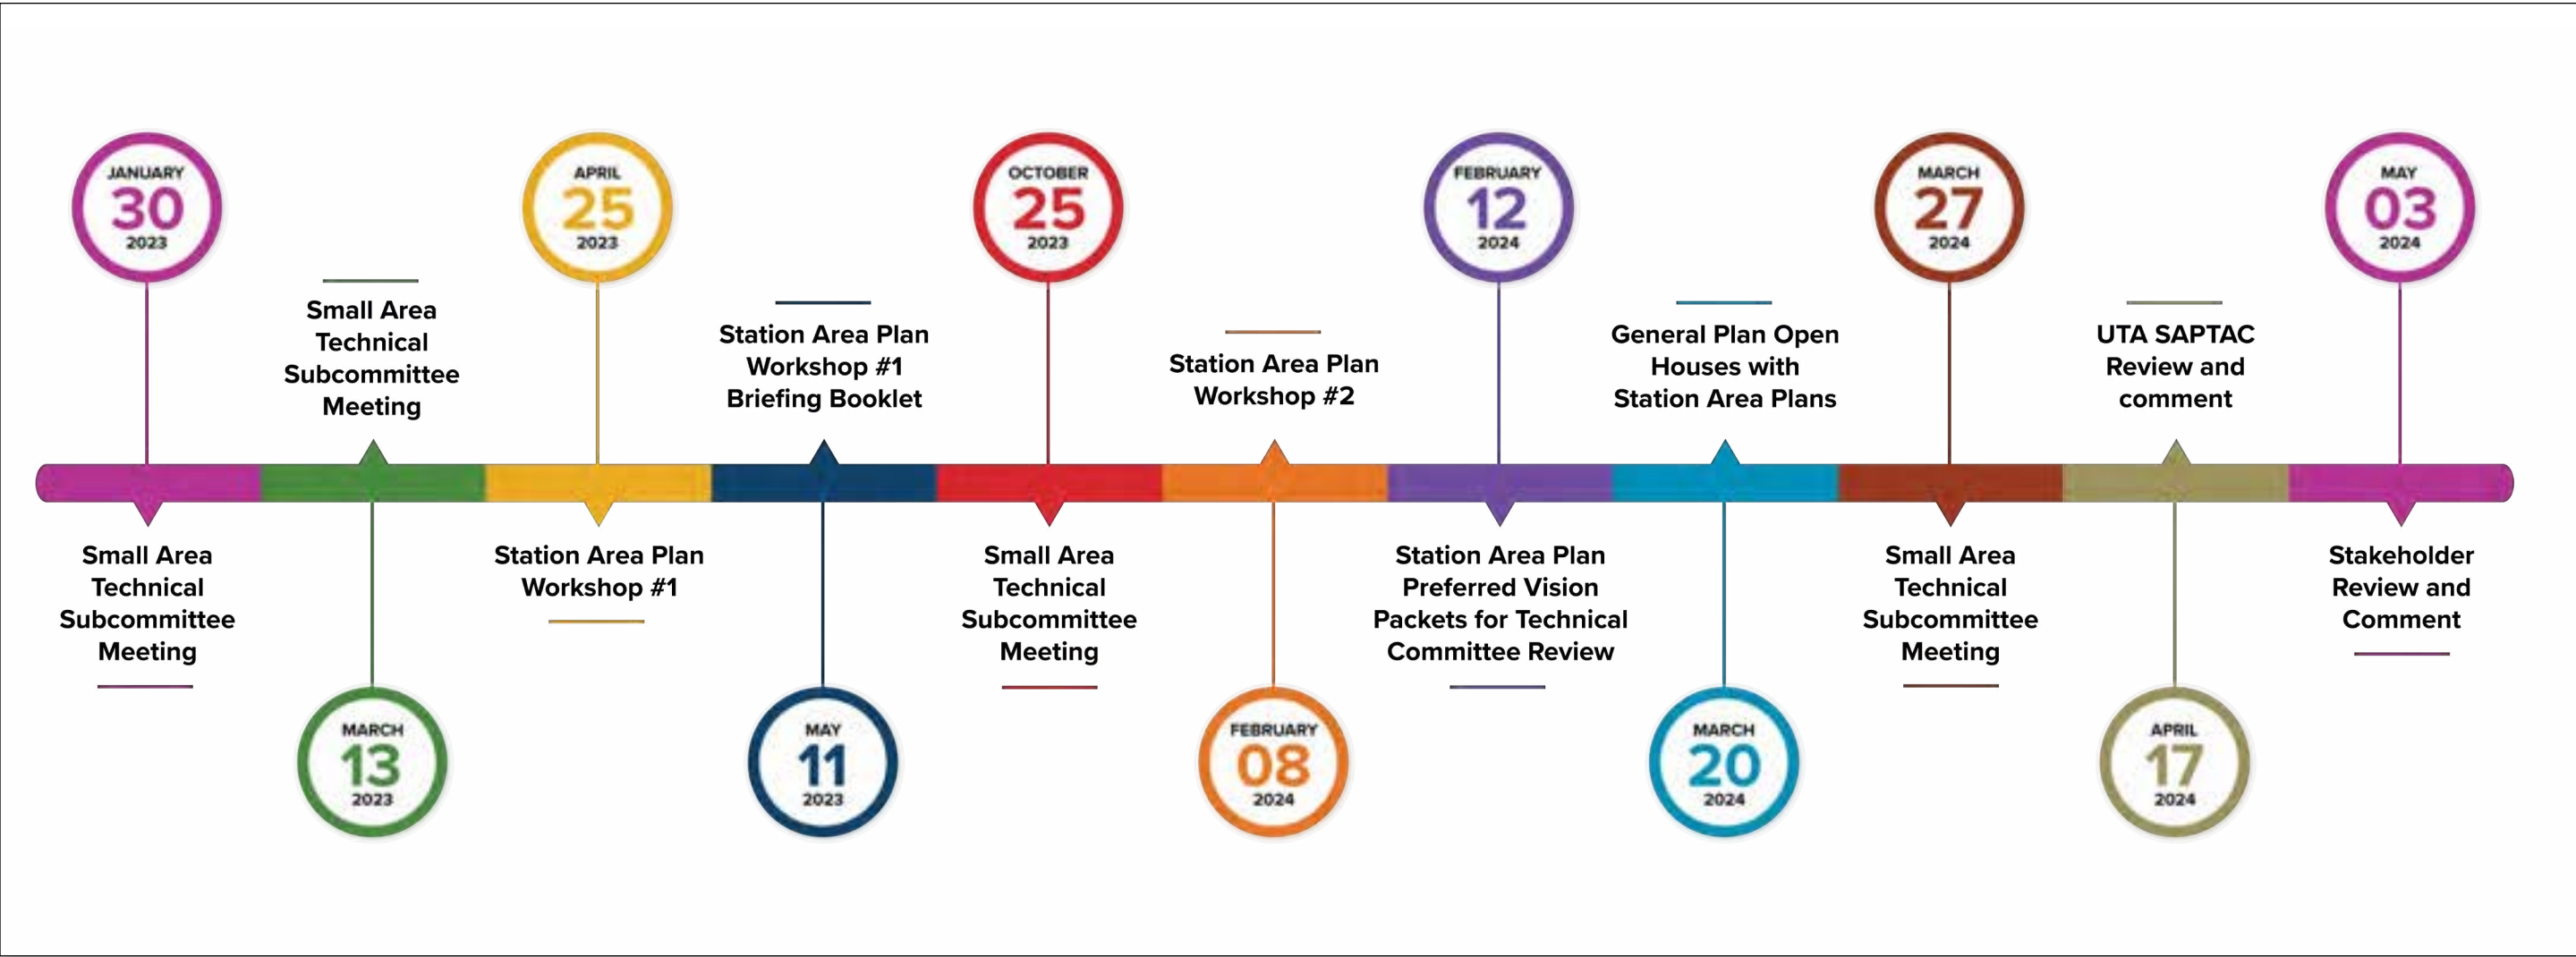 JANUARY
30
2023
Small Area
Technical
Subcommittee
Meeting
Small Area
Technical
Subcommittee
Meeting
MARCH
13
2023
APRIL
25
2023
Station Area Plan
Workshop #1
Station Area Plan
Workshop #1
Briefing Booklet
MAY
11
2023
OCTOBER
25
2023
Small Area
Technical
Subcommittee
Meeting
Station Area Plan
Workshop #2
FEBRUARY
08
2024
FEBRUARY
12
2024
Station Area Plan
Preferred Vision
Packets for Technical
Committee Review
General Plan Open
Houses with
Station Area Plans
MARCH
20
2024
MARCH
27
2024
Small Area
Technical
Subcommittee
Meeting
UTA SAPTAC
Review and
comment
APRIL
17
2024
MAY
03
2024
Stakeholder
Review and
Comment